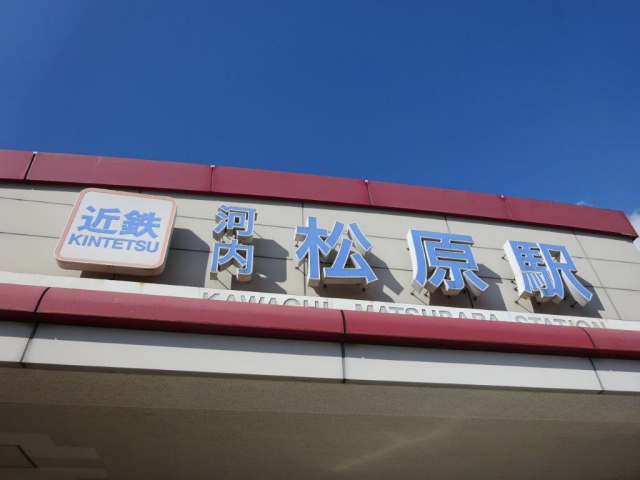 近鉄
KINTETSU
河内
松原駅
KAWACHI MATSUBARA STATION